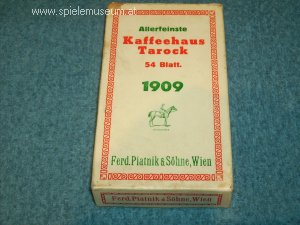 www.spielemuseum.at
Allerfeinste
Kaffeehaus
Tarock
54 Blatt.
1909
Ferd. Piatnik & Söhne, Wien
Ferd. Piatnik & Söhne, Wien